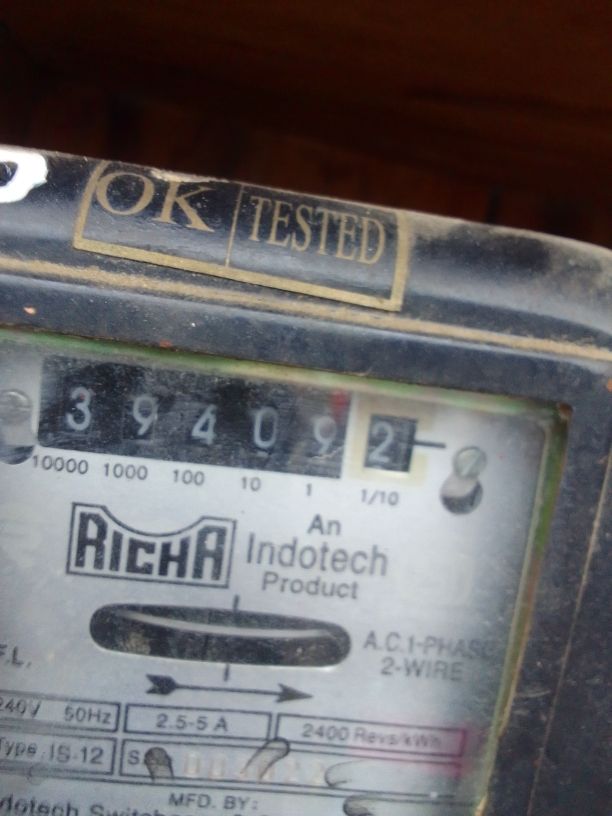 OK TESTED
3 9 4 0 9 2
10000 1000 100 10 1 1/10
RICHA
An
Indotech
Product
A.C.1-PHASE
2-WIRE
F.L.
240V 50Hz 2.5-5 A 2400 Revs/kWh
Type: IS-12
MFD. BY: